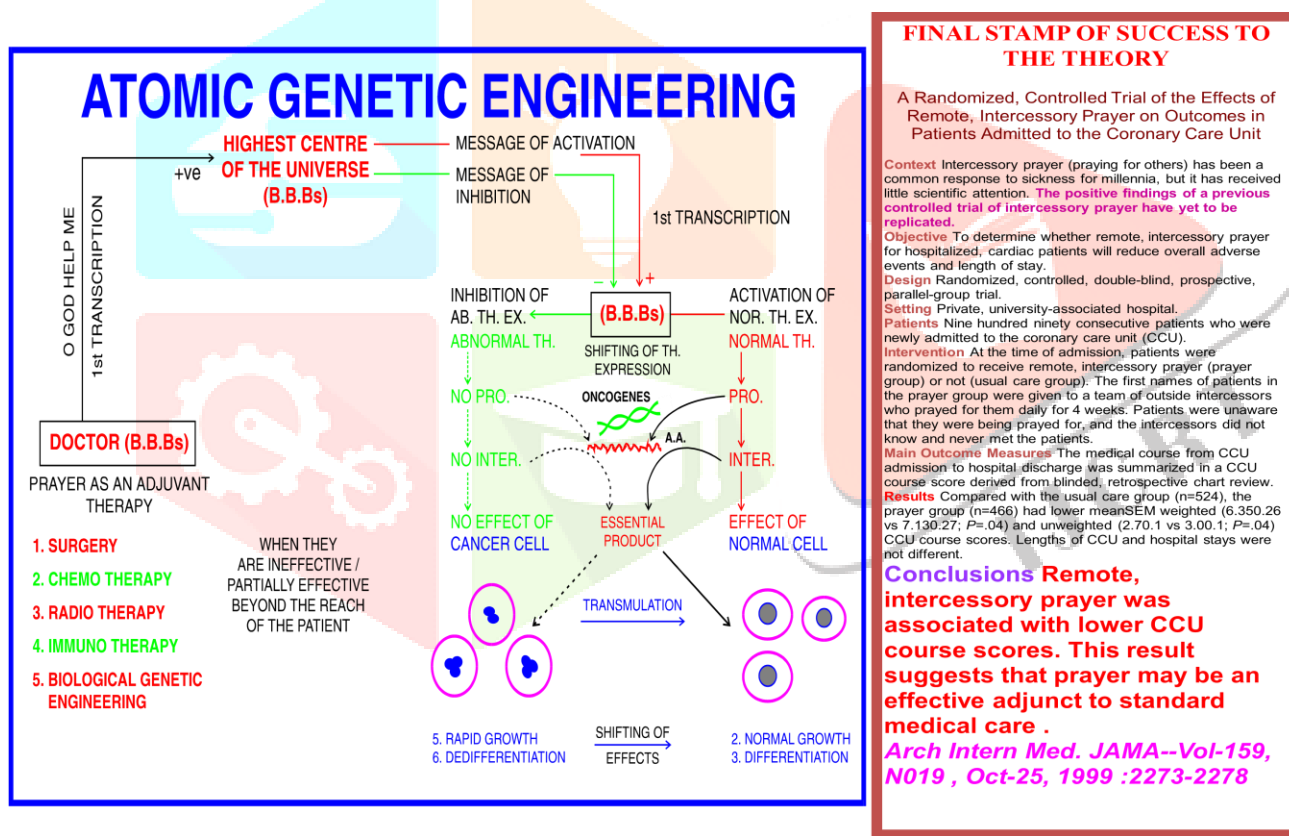 ATOMIC GENETIC ENGINEERING
HIGHEST CENTRE
OF THE UNIVERSE
(B.B.Bs)
+ve
MESSAGE OF ACTIVATION
MESSAGE OF
INHIBITION
1st TRANSCRIPTION
O GOD HELP ME
1st TRANSCRIPTION
DOCTOR (B.B.Bs)
PRAYER AS AN ADJUVANT
THERAPY
1. SURGERY
2. CHEMO THERAPY
3. RADIO THERAPY
4. IMMUNO THERAPY
5. BIOLOGICAL GENETIC
ENGINEERING
WHEN THEY
ARE INEFFECTIVE /
PARTIALLY EFFECTIVE
BEYOND THE REACH
OF THE PATIENT
– +
INHIBITION OF
AB. TH. EX.
ABNORMAL TH.
NO PRO.
NO INTER.
NO EFFECT OF
CANCER CELL
(B.B.Bs)
SHIFTING OF TH.
EXPRESSION
ONCOGENES
A.A.
ESSENTIAL
PRODUCT
ACTIVATION OF
NOR. TH. EX.
NORMAL TH.
PRO.
INTER.
EFFECT OF
NORMAL CELL
TRANSMULATION
5. RAPID GROWTH
6. DEDIFFERENTIATION
SHIFTING OF
EFFECTS
2. NORMAL GROWTH
3. DIFFERENTIATION
FINAL STAMP OF SUCCESS TO
THE THEORY
A Randomized, Controlled Trial of the Effects of
Remote, Intercessory Prayer on Outcomes in
Patients Admitted to the Coronary Care Unit
Context Intercessory prayer (praying for others) has been a
common response to sickness for millennia, but it has received
little scientific attention. The positive findings of a previous
controlled trial of intercessory prayer have yet to be
replicated.
Objective To determine whether remote, intercessory prayer
for hospitalized, cardiac patients will reduce overall adverse
events and length of stay.
Design Randomized, controlled, double-blind, prospective,
parallel-group trial.
Setting Private, university-associated hospital.
Patients Nine hundred ninety consecutive patients who were
newly admitted to the coronary care unit (CCU).
Intervention At the time of admission, patients were
randomized to receive remote, intercessory prayer (prayer
group) or not (usual care group). The first names of patients in
the prayer group were given to a team of outside intercessors
who prayed for them daily for 4 weeks. Patients were unaware
that they were being prayed for, and the intercessors did not
know and never met the patients.
Main Outcome Measures The medical course from CCU
admission to hospital discharge was summarized in a CCU
course score derived from blinded, retrospective chart review.
Results Compared with the usual care group (n=524), the
prayer group (n=466) had lower meanSEM weighted (6.350.26
vs 7.130.27; P=.04) and unweighted (2.70.1 vs 3.00.1; P=.04)
CCU course scores. Lengths of CCU and hospital stays were
not different.
Conclusions Remote,
intercessory prayer was
associated with lower CCU
course scores. This result
suggests that prayer may be an
effective adjunct to standard
medical care .
Arch Intern Med. JAMA--Vol-159,
N019 , Oct-25, 1999 :2273-2278
IJCRT